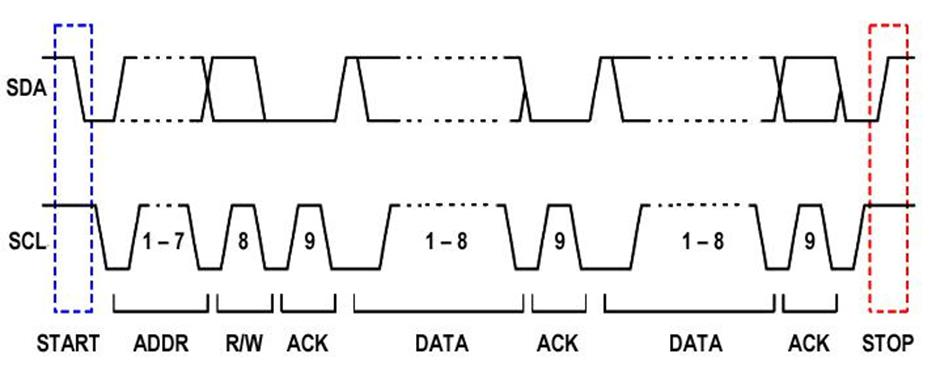 SDA
SCL
1 – 7 8 9 1 – 8 9 1 – 8 9
START ADDR R/W ACK DATA ACK DATA ACK STOP